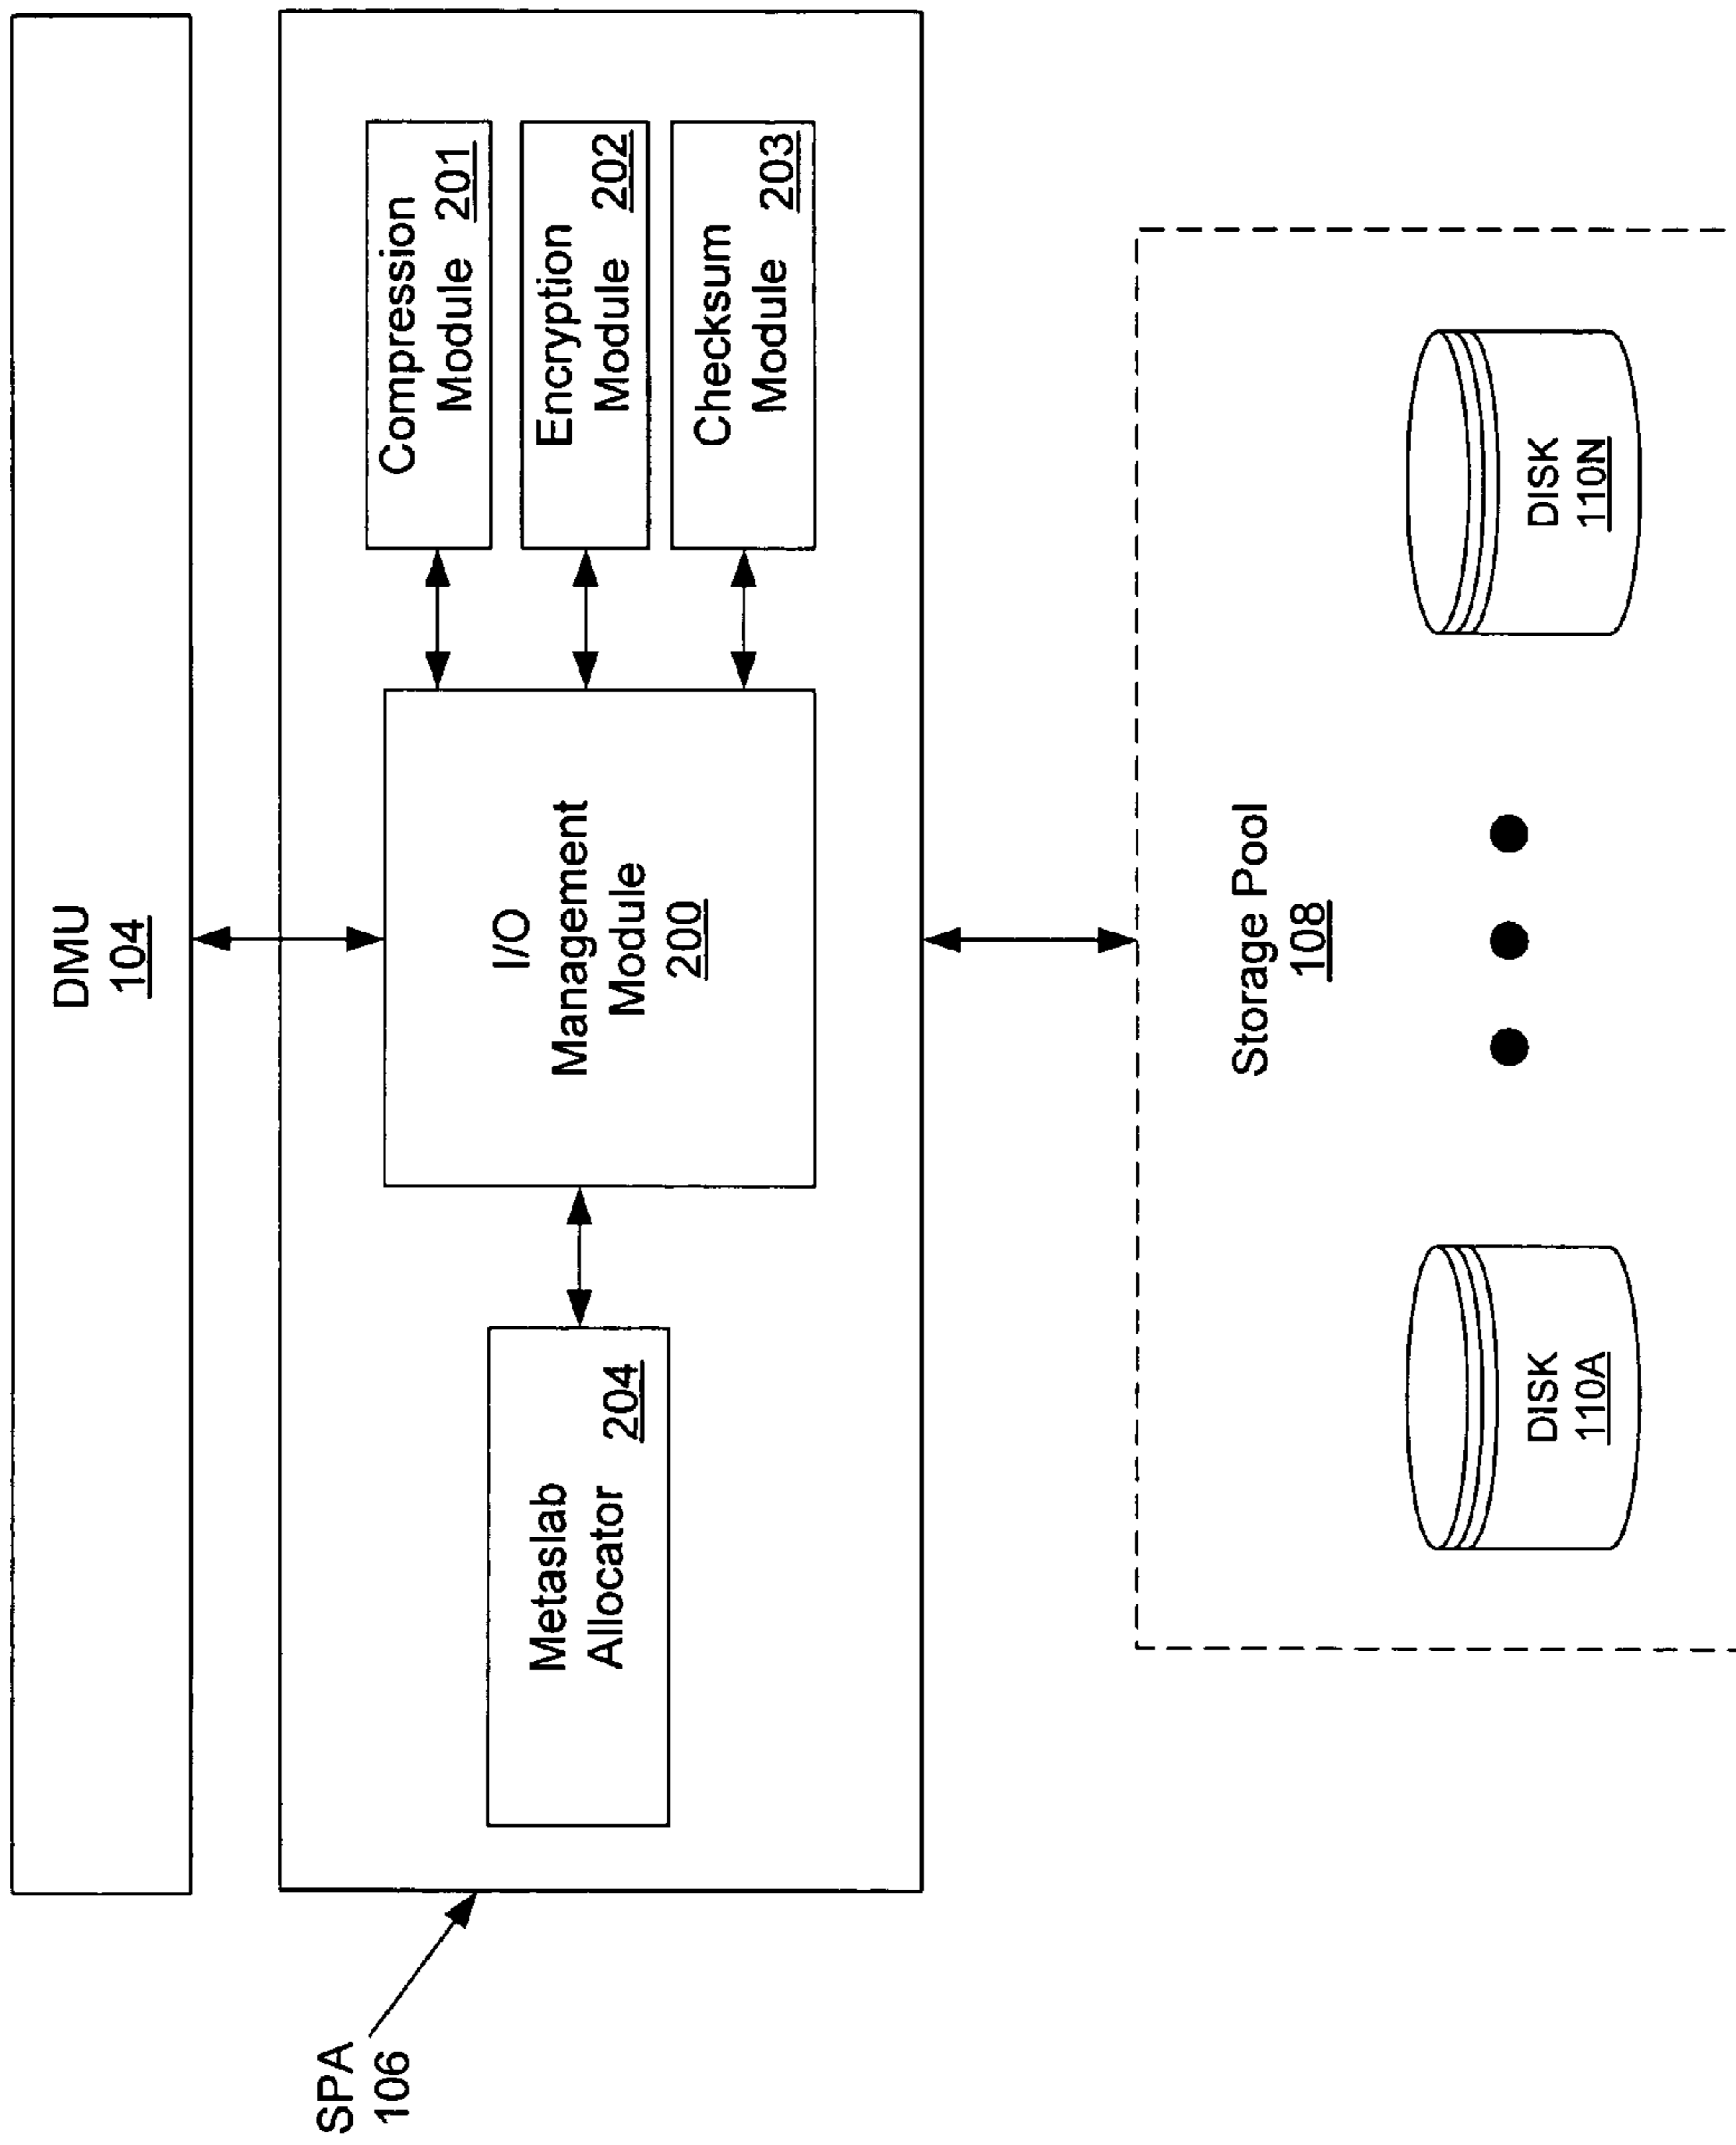 DMU
104
SPA
106
Metaslab
Allocator 204
I/O
Management
Module
200
Compression
Module 201
Encryption
Module 202
Checksum
Module 203
Storage Pool
108
DISK
110A
DISK
110N